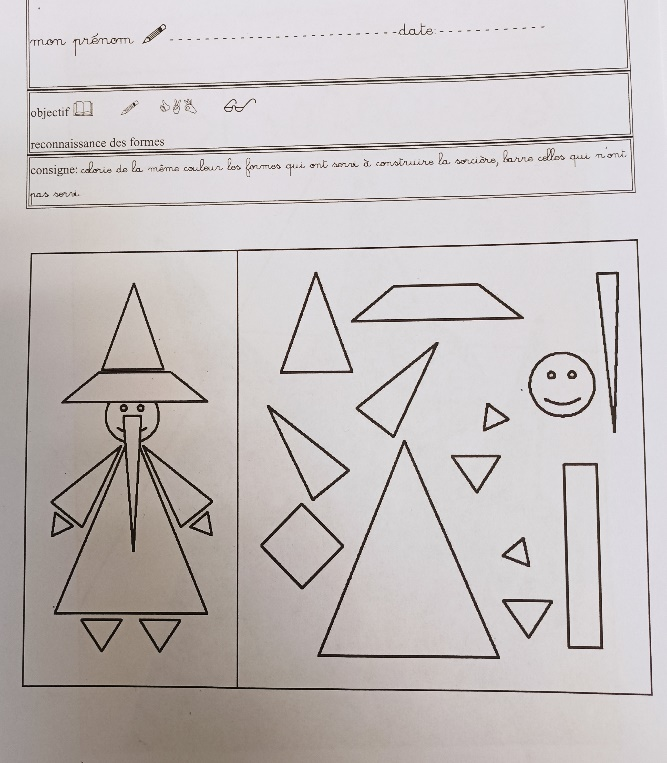 mon prénom date:
objectif
reconnaissance des formes
consigne: colorie de la même couleur les formes qui ont servi à construire la sorcière, barre celles qui n'ont
pas servi.